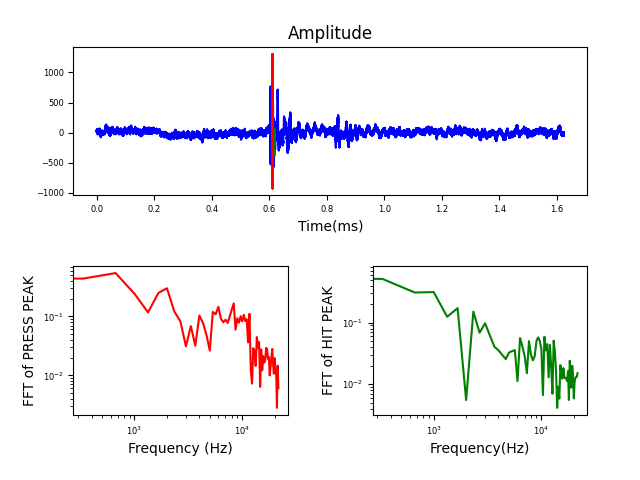 Amplitude
1000
500
0
−500
−1000
0.0 0.2 0.4 0.6 0.8 1.0 1.2 1.4 1.6
Time(ms)
FFT of PRESS PEAK
10⁻¹
10⁻²
10³ 10⁴
Frequency (Hz)
FFT of HIT PEAK
10⁻¹
10⁻²
10³ 10⁴
Frequency(Hz)